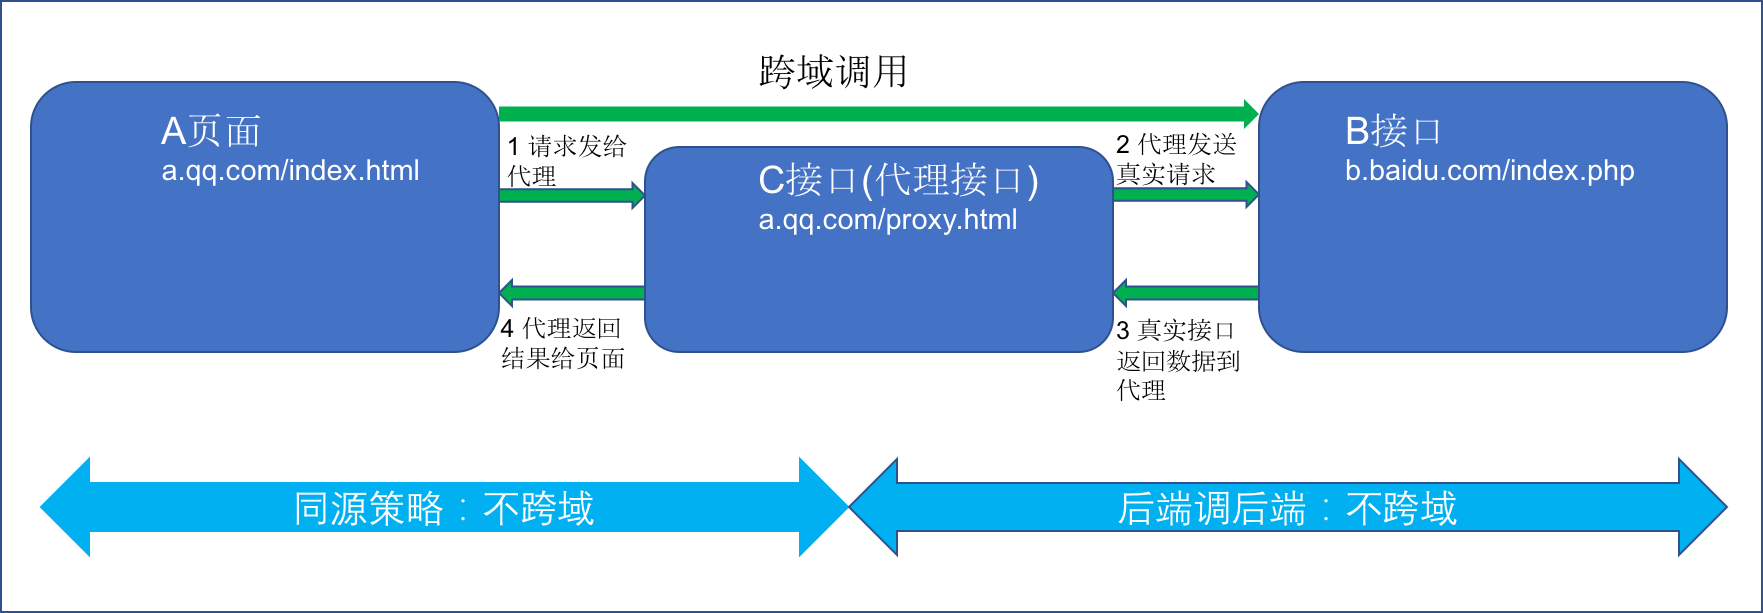 跨域调用
A页面
a.qq.com/index.html
1 请求发给
代理
C接口(代理接口)
a.qq.com/proxy.html
2 代理发送
真实请求
B接口
b.baidu.com/index.php
4 代理返回
结果给页面
3 真实接口
返回数据到
代理
同源策略：不跨域
后端调后端：不跨域